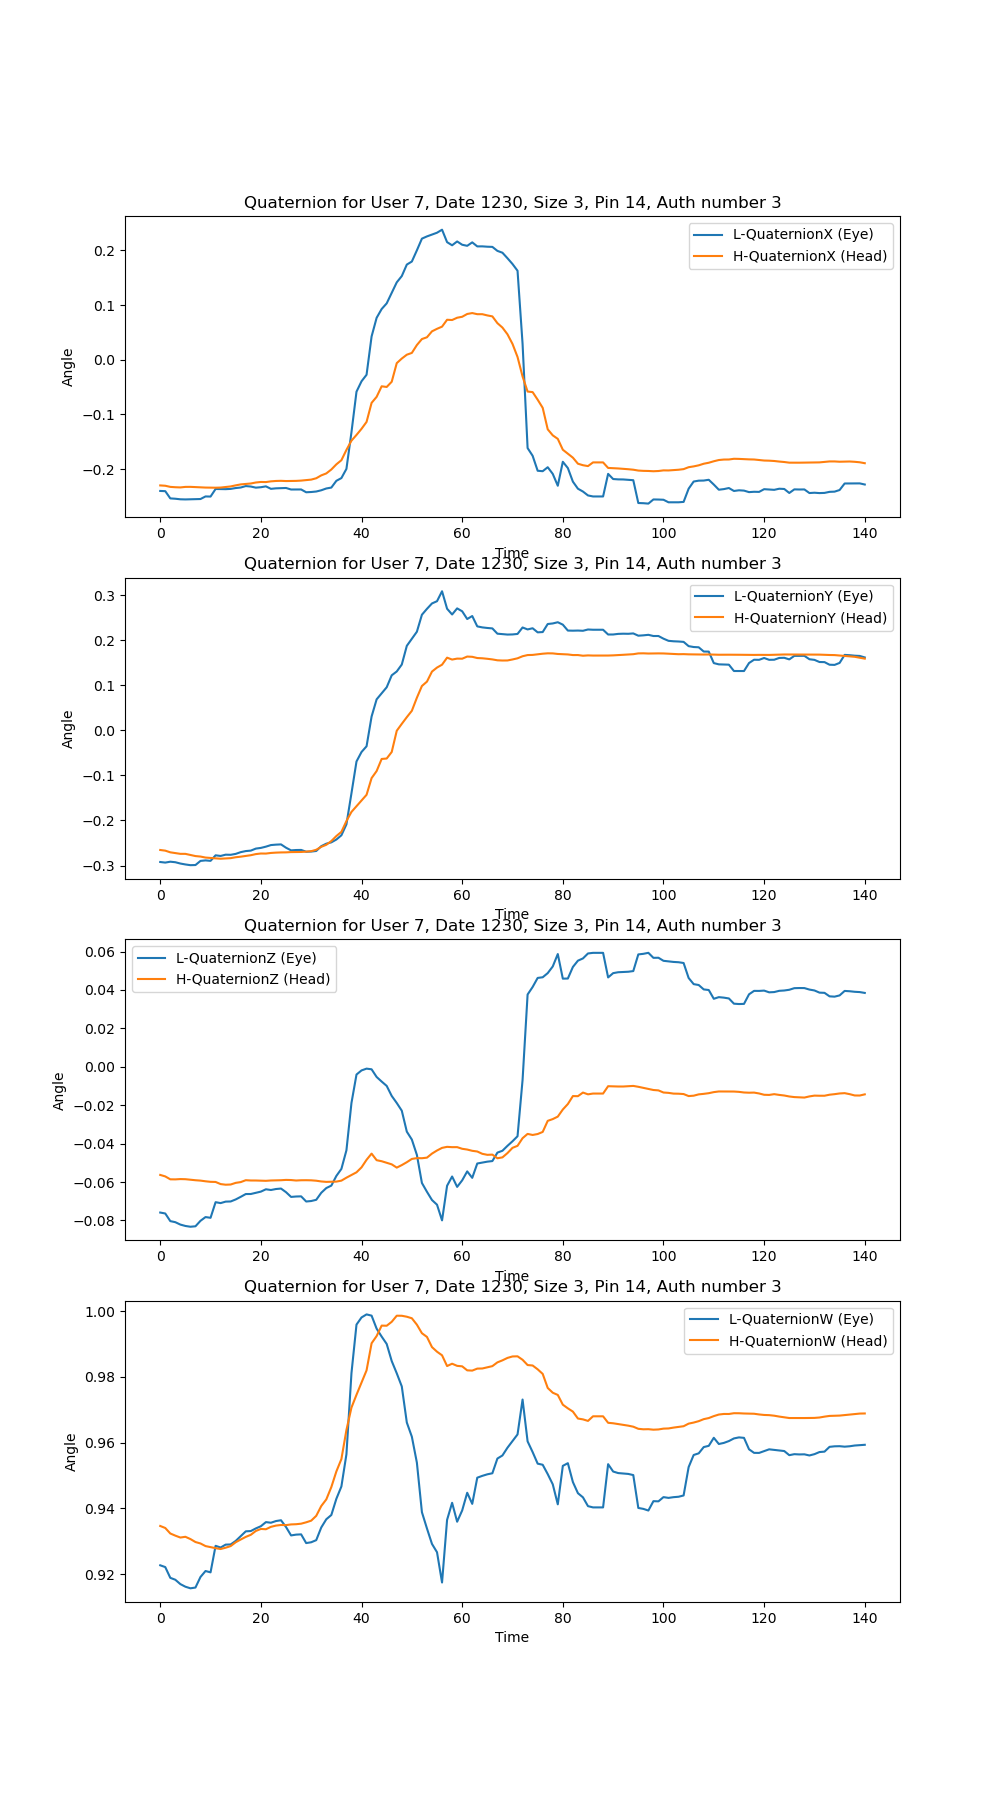 Quaternion for User 7, Date 1230, Size 3, Pin 14, Auth number 3
L-QuaternionX (Eye)
H-QuaternionX (Head)
0.2
0.1
0.0
−0.1
−0.2
Angle
0 20 40 60 80 100 120 140
Time
Quaternion for User 7, Date 1230, Size 3, Pin 14, Auth number 3
L-QuaternionY (Eye)
H-QuaternionY (Head)
0.3
0.2
0.1
0.0
−0.1
−0.2
−0.3
Angle
0 20 40 60 80 100 120 140
Time
Quaternion for User 7, Date 1230, Size 3, Pin 14, Auth number 3
L-QuaternionZ (Eye)
H-QuaternionZ (Head)
0.06
0.04
0.02
0.00
−0.02
−0.04
−0.06
−0.08
Angle
0 20 40 60 80 100 120 140
Time
Quaternion for User 7, Date 1230, Size 3, Pin 14, Auth number 3
L-QuaternionW (Eye)
H-QuaternionW (Head)
1.00
0.98
0.96
0.94
0.92
Angle
0 20 40 60 80 100 120 140
Time